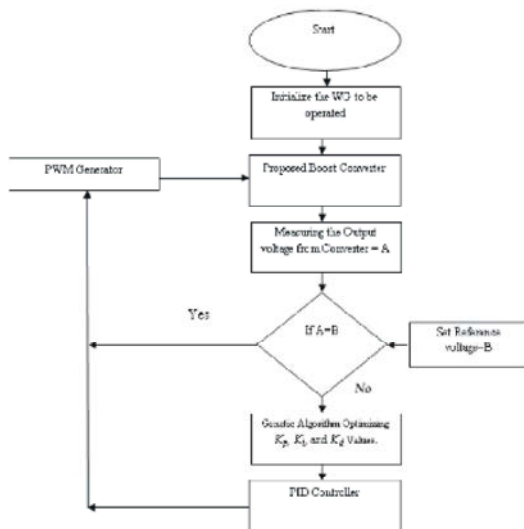 Start
Initialize the WG to be
operated
PWM Generator
Proposed Boost Converter
Measuring the Output
voltage from Converter = A
Yes
If A=B
Set Reference
voltage=B
No
Genetic Algorithm Optimizing
Kp, Ki, and Kd Values.
PID Controller